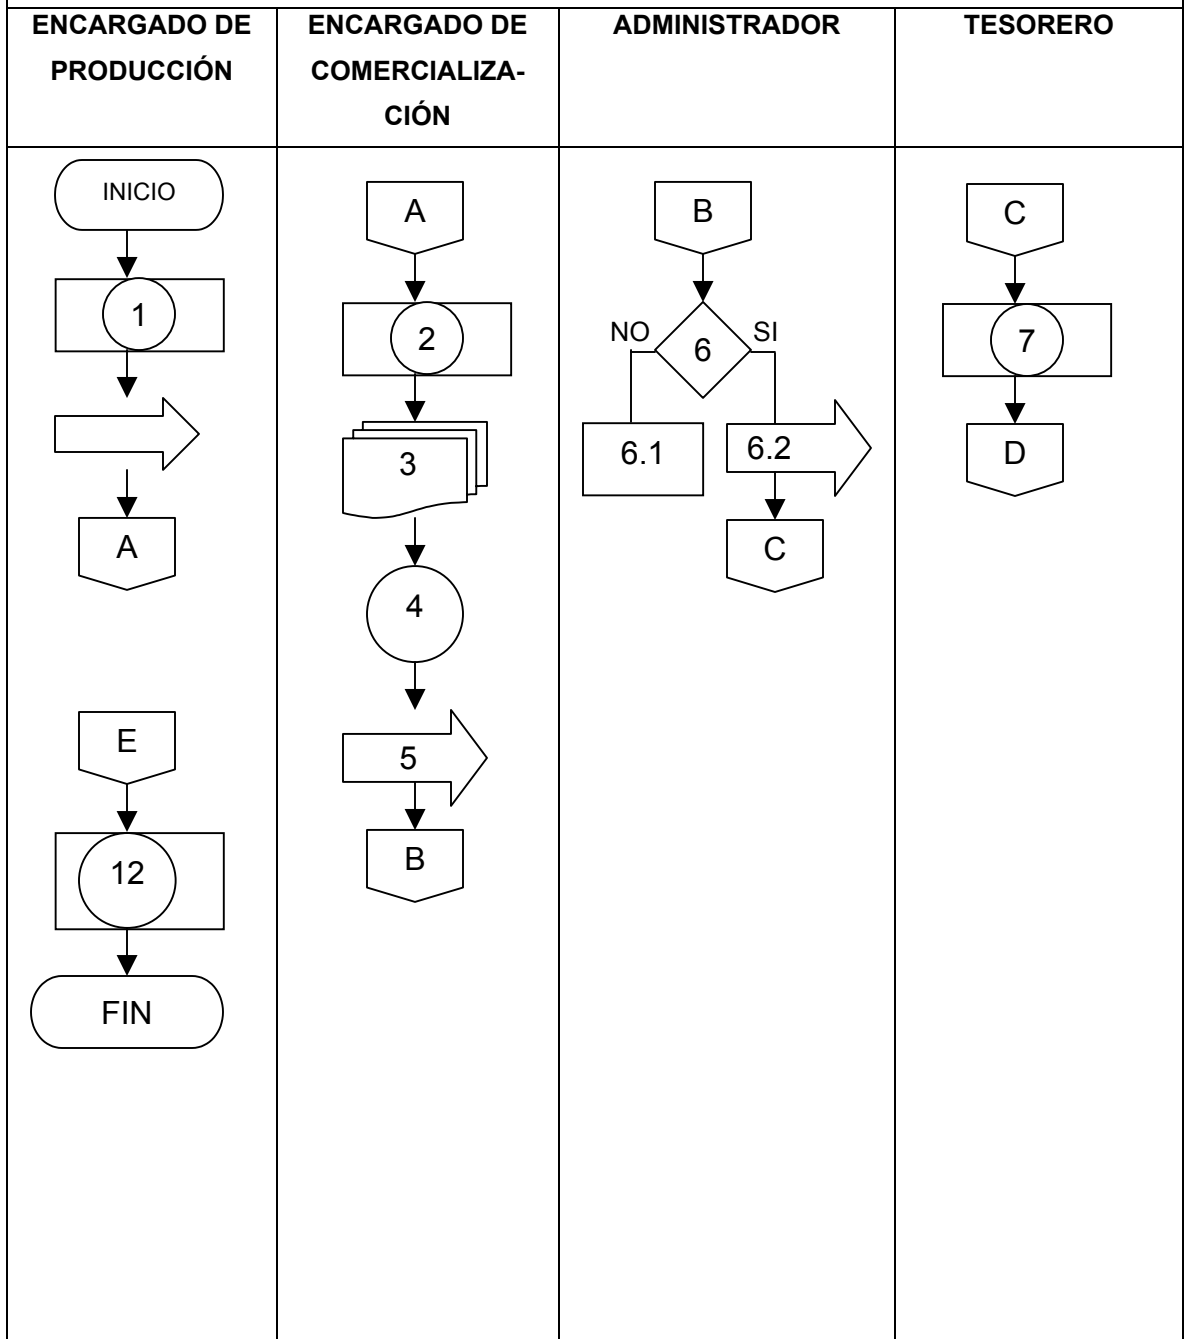 ENCARGADO DE
PRODUCCIÓN
ENCARGADO DE
COMERCIALIZA-
CIÓN
ADMINISTRADOR
TESORERO
INICIO
1
A
E
12
FIN
A
2
3
4
5
B
B
NO
6
SI
6.1
6.2
C
C
7
D